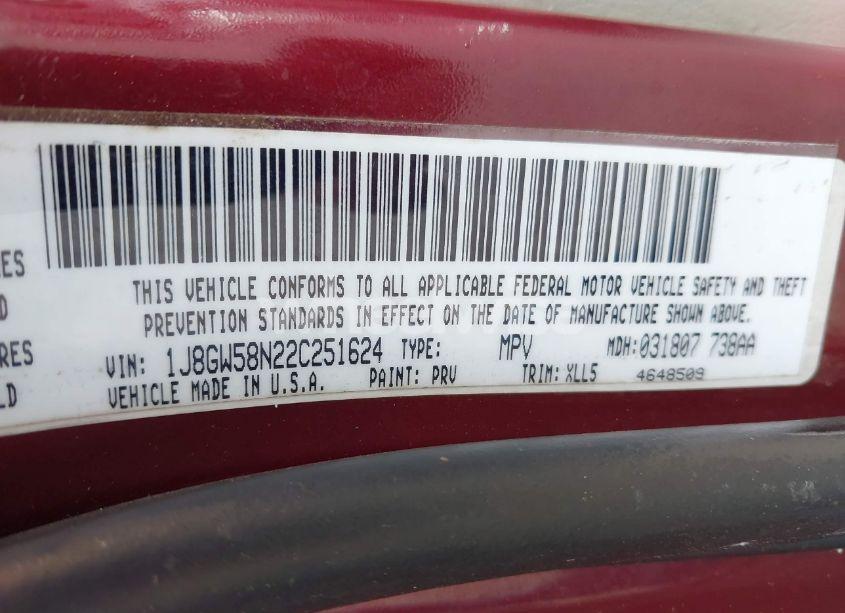 THIS VEHICLE CONFORMS TO ALL APPLICABLE FEDERAL MOTOR VEHICLE SAFETY AND THEFT
PREVENTION STANDARDS IN EFFECT ON THE DATE OF MANUFACTURE SHOWN ABOVE.
VIN: 1J8GW58N22C251624 TYPE: MPV MDH: 031807 738AA
VEHICLE MADE IN U.S.A. PAINT: PRV TRIM: XLL5 4648509
ES
D
RES
LD